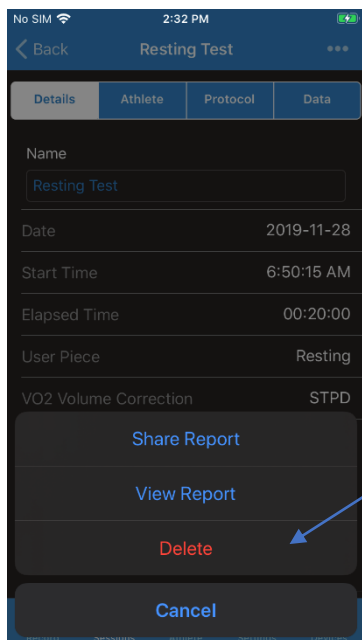 No SIM 2:32 PM
Back Resting Test
Details Athlete Protocol Data
Name
Resting Test
Date 2019-11-28
Start Time 6:50:15 AM
Elapsed Time 00:20:00
User Piece Resting
VO2 Volume Correction STPD
Share Report
View Report
Delete
Cancel